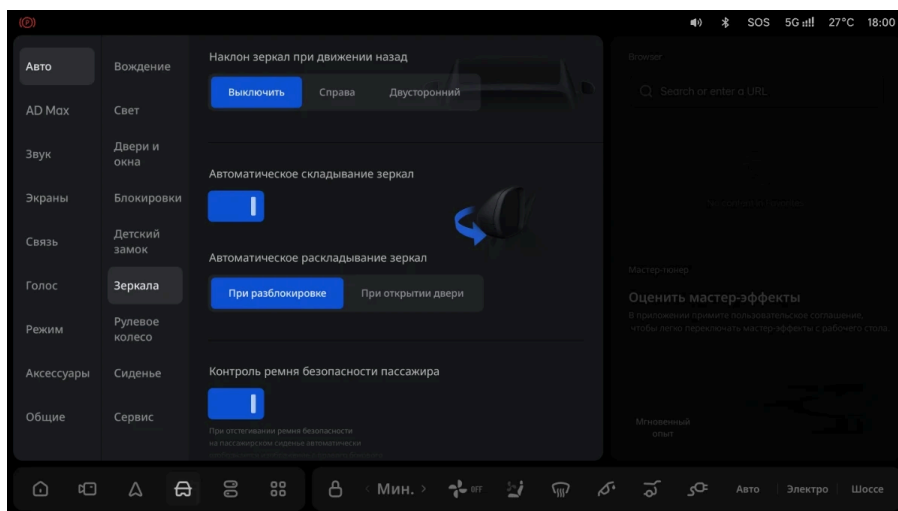 (P)
SOS 5G 27°C 18:00
Авто
AD Max
Звук
Экраны
Связь
Голос
Режим
Аксессуары
Общие
Вождение
Свет
Двери и
окна
Блокировки
Детский
замок
Зеркала
Рулевое
колесо
Сиденье
Сервис
Наклон зеркал при движении назад
Выключить Справа Двусторонний
Автоматическое складывание зеркал
Автоматическое раскладывание зеркал
При разблокировке При открытии двери
Контроль ремня безопасности пассажира
При отстегивании ремня безопасности
на пассажирском сиденье автоматически
Browser
Search or enter a URL
Мастер-тюнер
Оценить мастер-эффекты
В приложении примите пользовательское соглашение,
чтобы легко переключать мастер-эффекты с рабочего стола.
Мгновенный
опыт
< Мин. > OFF Авто Электро Шоссе